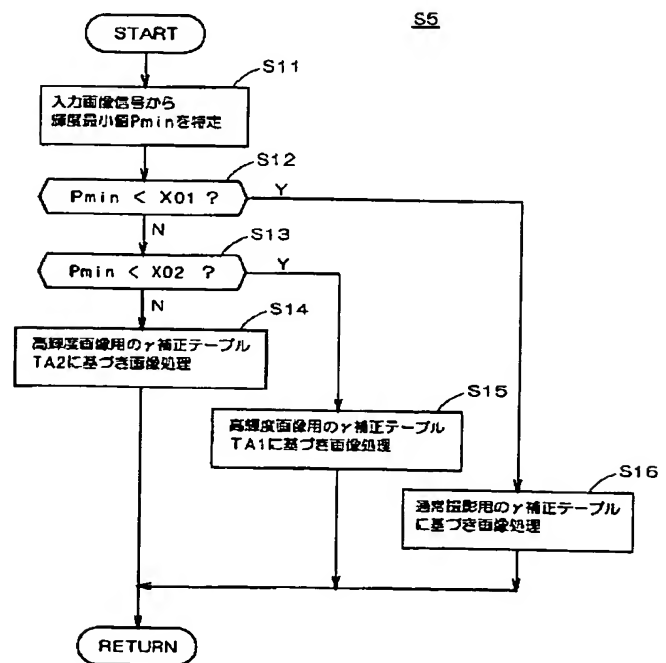 START
S5
S11
入力画像信号から
輝度最小値Pminを特定
S12
Pmin < X01 ?
Y
N
S13
Pmin < X02 ?
Y
N
S14
高輝度画像用のγ補正テーブル
TA2に基づき画像処理
S15
高輝度画像用のγ補正テーブル
TA1に基づき画像処理
S16
通常撮影用のγ補正テーブル
に基づき画像処理
RETURN